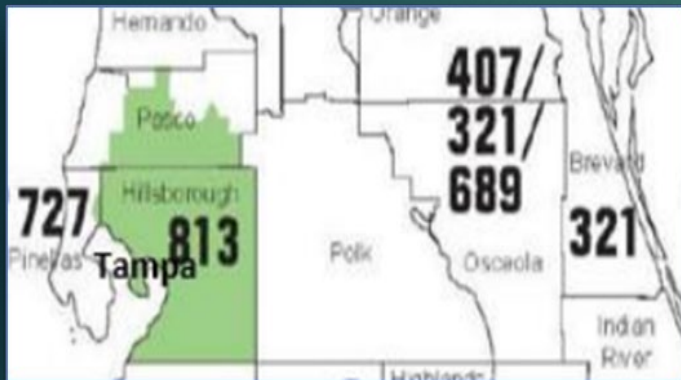 Hernando
Orange
407/
321/
689
Pasco
Brevard
727
Hillsborough
813
321
Pinellas
Tampa
Polk
Osceola
Indian
River
Highlands